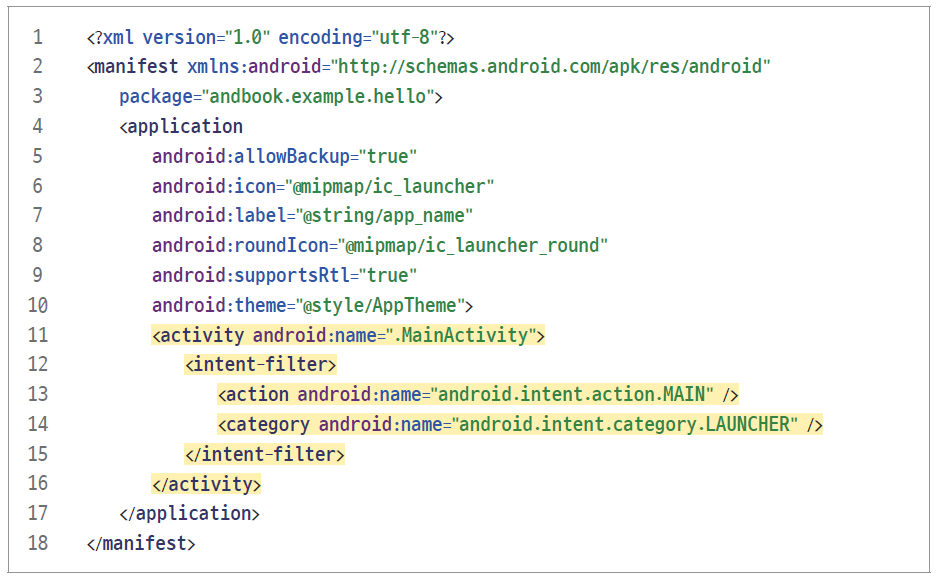 1 <?xml version="1.0" encoding="utf-8"?>
2 <manifest xmlns:android="http://schemas.android.com/apk/res/android"
3 package="andbook.example.hello">
4 <application
5 android:allowBackup="true"
6 android:icon="@mipmap/ic_launcher"
7 android:label="@string/app_name"
8 android:roundIcon="@mipmap/ic_launcher_round"
9 android:supportsRtl="true"
10 android:theme="@style/AppTheme">
11 <activity android:name=".MainActivity">
12 <intent-filter>
13 <action android:name="android.intent.action.MAIN" />
14 <category android:name="android.intent.category.LAUNCHER" />
15 </intent-filter>
16 </activity>
17 </application>
18 </manifest>